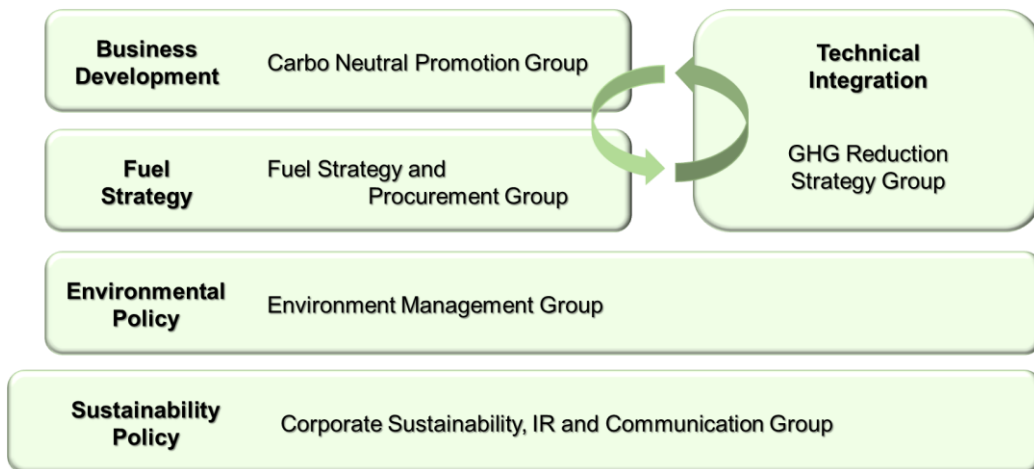 Business
Development
Carbo Neutral Promotion Group
Technical
Integration
GHG Reduction
Strategy Group
Fuel
Strategy
Fuel Strategy and
Procurement Group
Environmental
Policy
Environment Management Group
Sustainability
Policy
Corporate Sustainability, IR and Communication Group